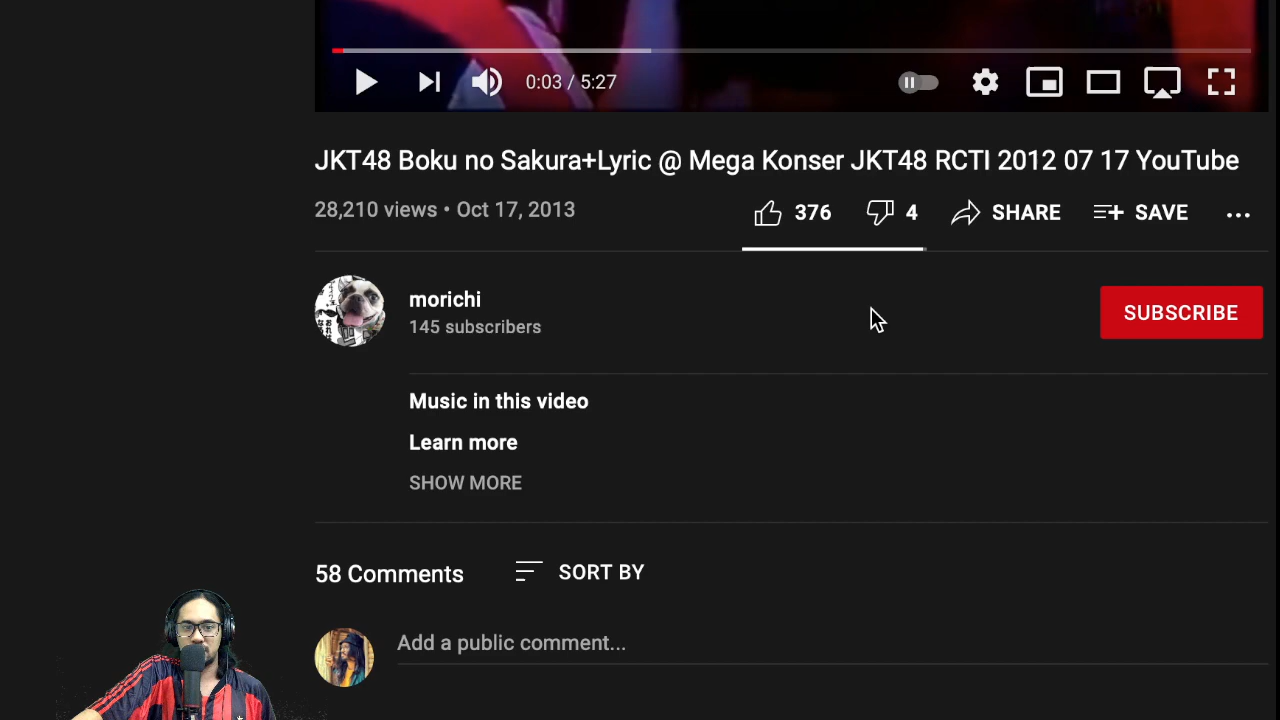 0:03 / 5:27
JKT48 Boku no Sakura+Lyric @ Mega Konser JKT48 RCTI 2012 07 17 YouTube
28,210 views • Oct 17, 2013
376
4
SHARE
SAVE
morichi
145 subscribers
SUBSCRIBE
Music in this video
Learn more
SHOW MORE
58 Comments
SORT BY
Add a public comment...